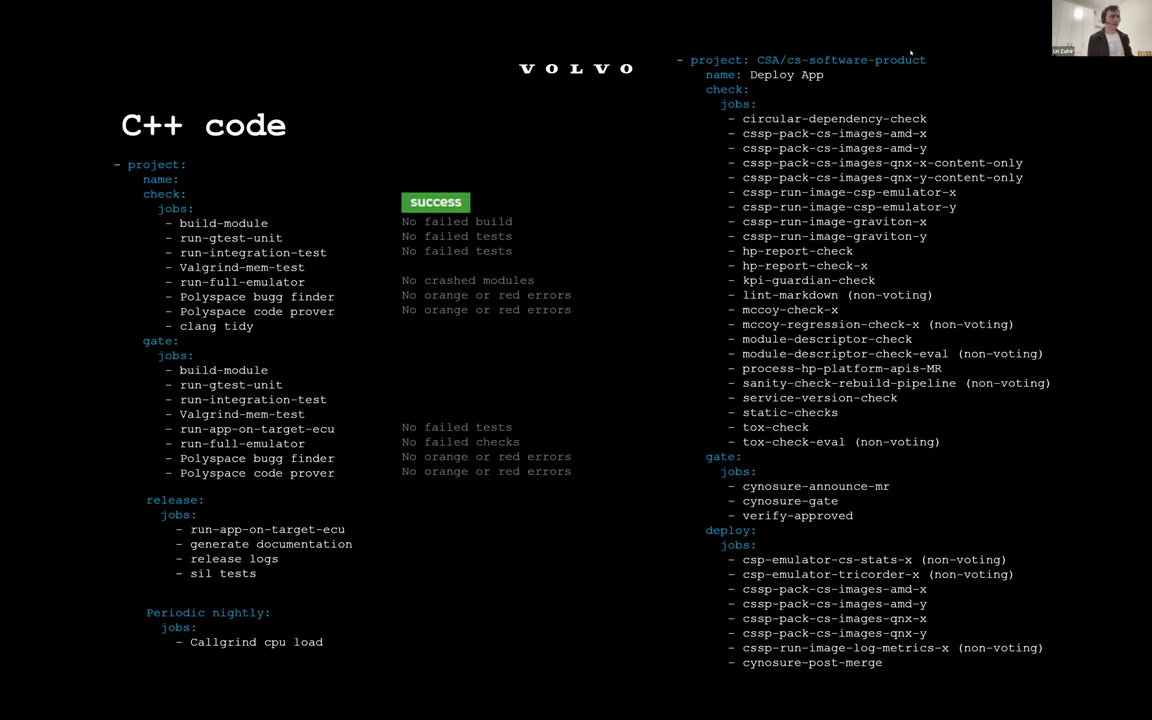 VOLVO
C++ code
- project:
name:
check:
jobs:
- build-module
- run-gtest-unit
- run-integration-test
- Valgrind-mem-test
- run-full-emulator
- Polyspace bugg finder
- Polyspace code prover
- clang tidy
gate:
jobs:
- build-module
- run-gtest-unit
- run-integration-test
- Valgrind-mem-test
- run-app-on-target-ecu
- run-full-emulator
- Polyspace bugg finder
- Polyspace code prover
release:
jobs:
- run-app-on-target-ecu
- generate documentation
- release logs
- sil tests
Periodic nightly:
jobs:
- Callgrind cpu load
success
No failed build
No failed tests
No failed tests
No crashed modules
No orange or red errors
No orange or red errors
No failed tests
No failed checks
No orange or red errors
No orange or red errors
- project: CSA/cs-software-product
name: Deploy App
check:
jobs:
- circular-dependency-check
- cssp-pack-cs-images-amd-x
- cssp-pack-cs-images-amd-y
- cssp-pack-cs-images-qnx-x-content-only
- cssp-pack-cs-images-qnx-y-content-only
- cssp-run-image-csp-emulator-x
- cssp-run-image-csp-emulator-y
- cssp-run-image-graviton-x
- cssp-run-image-graviton-y
- hp-report-check
- hp-report-check-x
- kpi-guardian-check
- lint-markdown (non-voting)
- mccoy-check-x
- mccoy-regression-check-x (non-voting)
- module-descriptor-check
- module-descriptor-check-eval (non-voting)
- process-hp-platform-apis-MR
- sanity-check-rebuild-pipeline (non-voting)
- service-version-check
- static-checks
- tox-check
- tox-check-eval (non-voting)
gate:
jobs:
- cynosure-announce-mr
- cynosure-gate
- verify-approved
deploy:
jobs:
- csp-emulator-cs-stats-x (non-voting)
- csp-emulator-tricorder-x (non-voting)
- cssp-pack-cs-images-amd-x
- cssp-pack-cs-images-amd-y
- cssp-pack-cs-images-qnx-x
- cssp-pack-cs-images-qnx-y
- cssp-run-image-log-metrics-x (non-voting)
- cynosure-post-merge